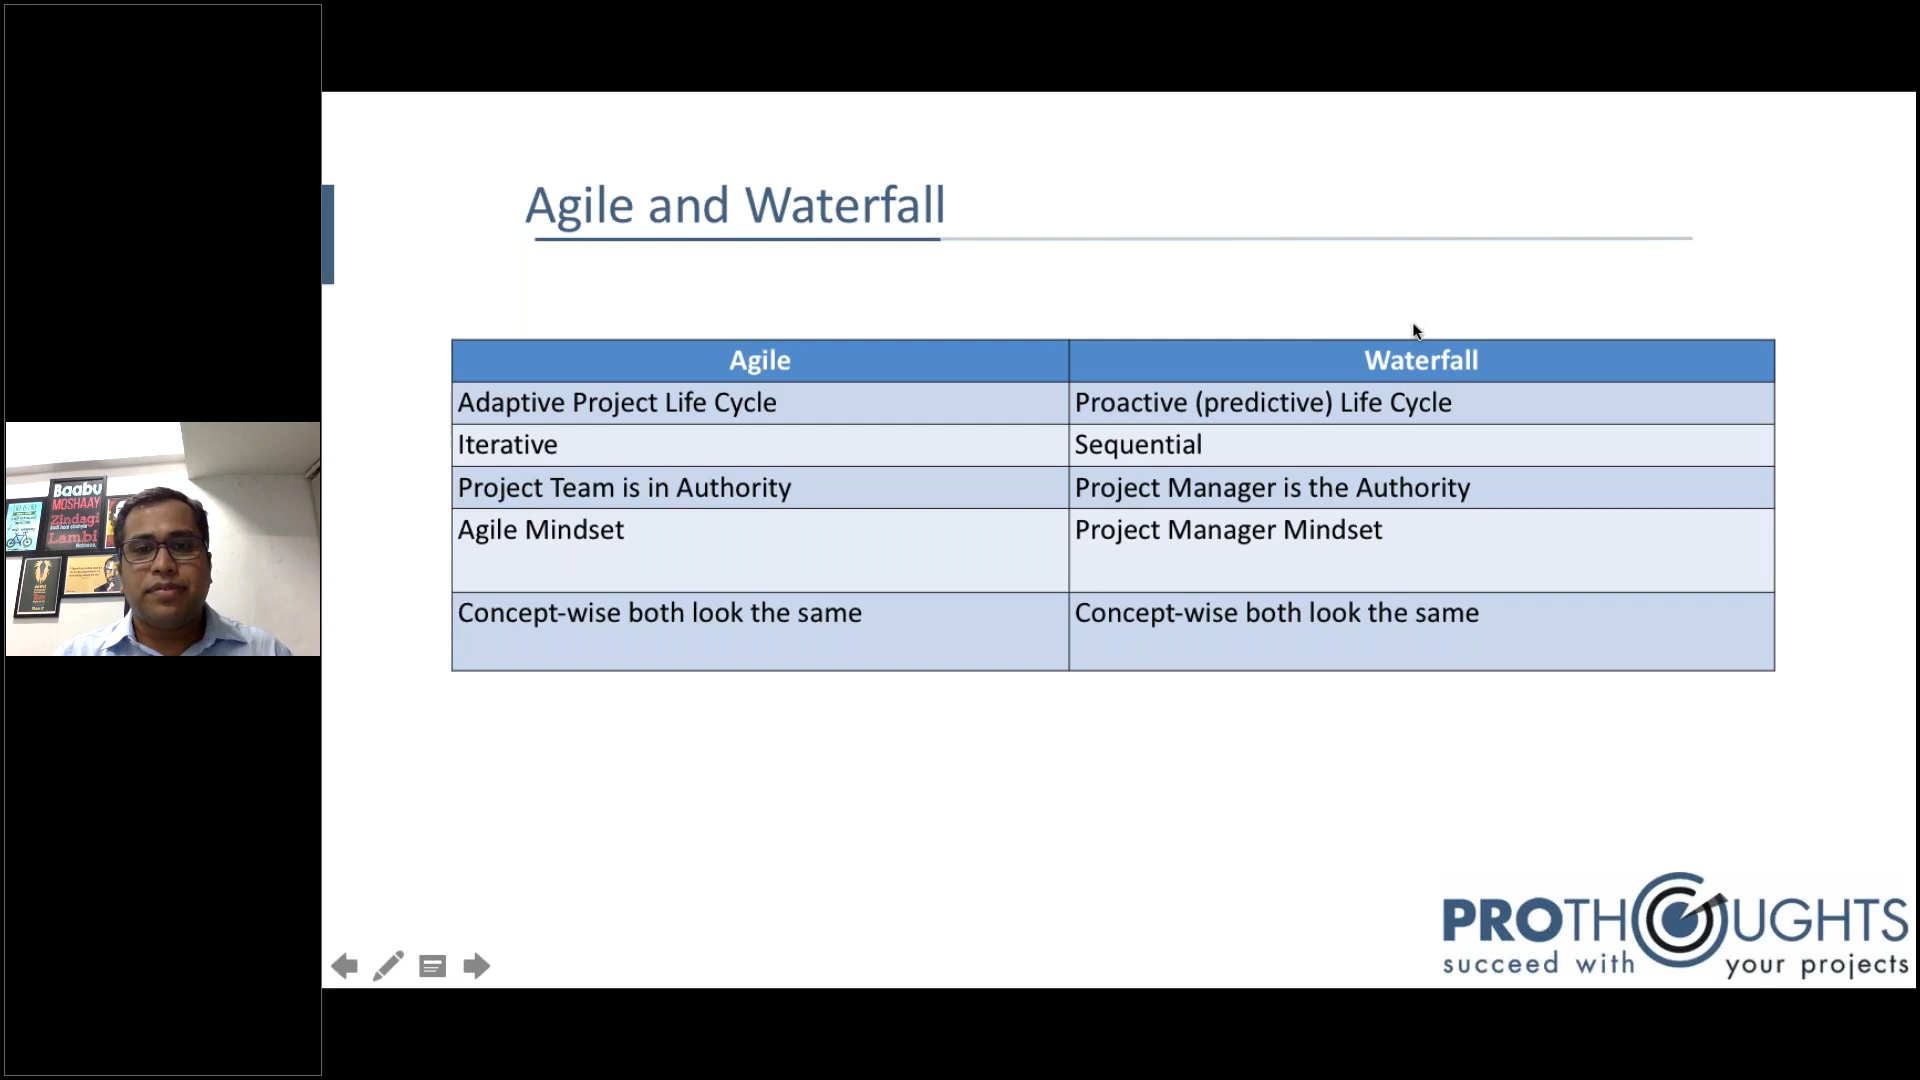 Agile and Waterfall
Agile
Waterfall
Adaptive Project Life Cycle
Proactive (predictive) Life Cycle
Iterative
Sequential
Project Team is in Authority
Project Manager is the Authority
Agile Mindset
Project Manager Mindset
Concept-wise both look the same
Concept-wise both look the same
Baabu
MOSHAAY
Zindagi
Lambi
PROTHOUGHTS
succeed with your projects